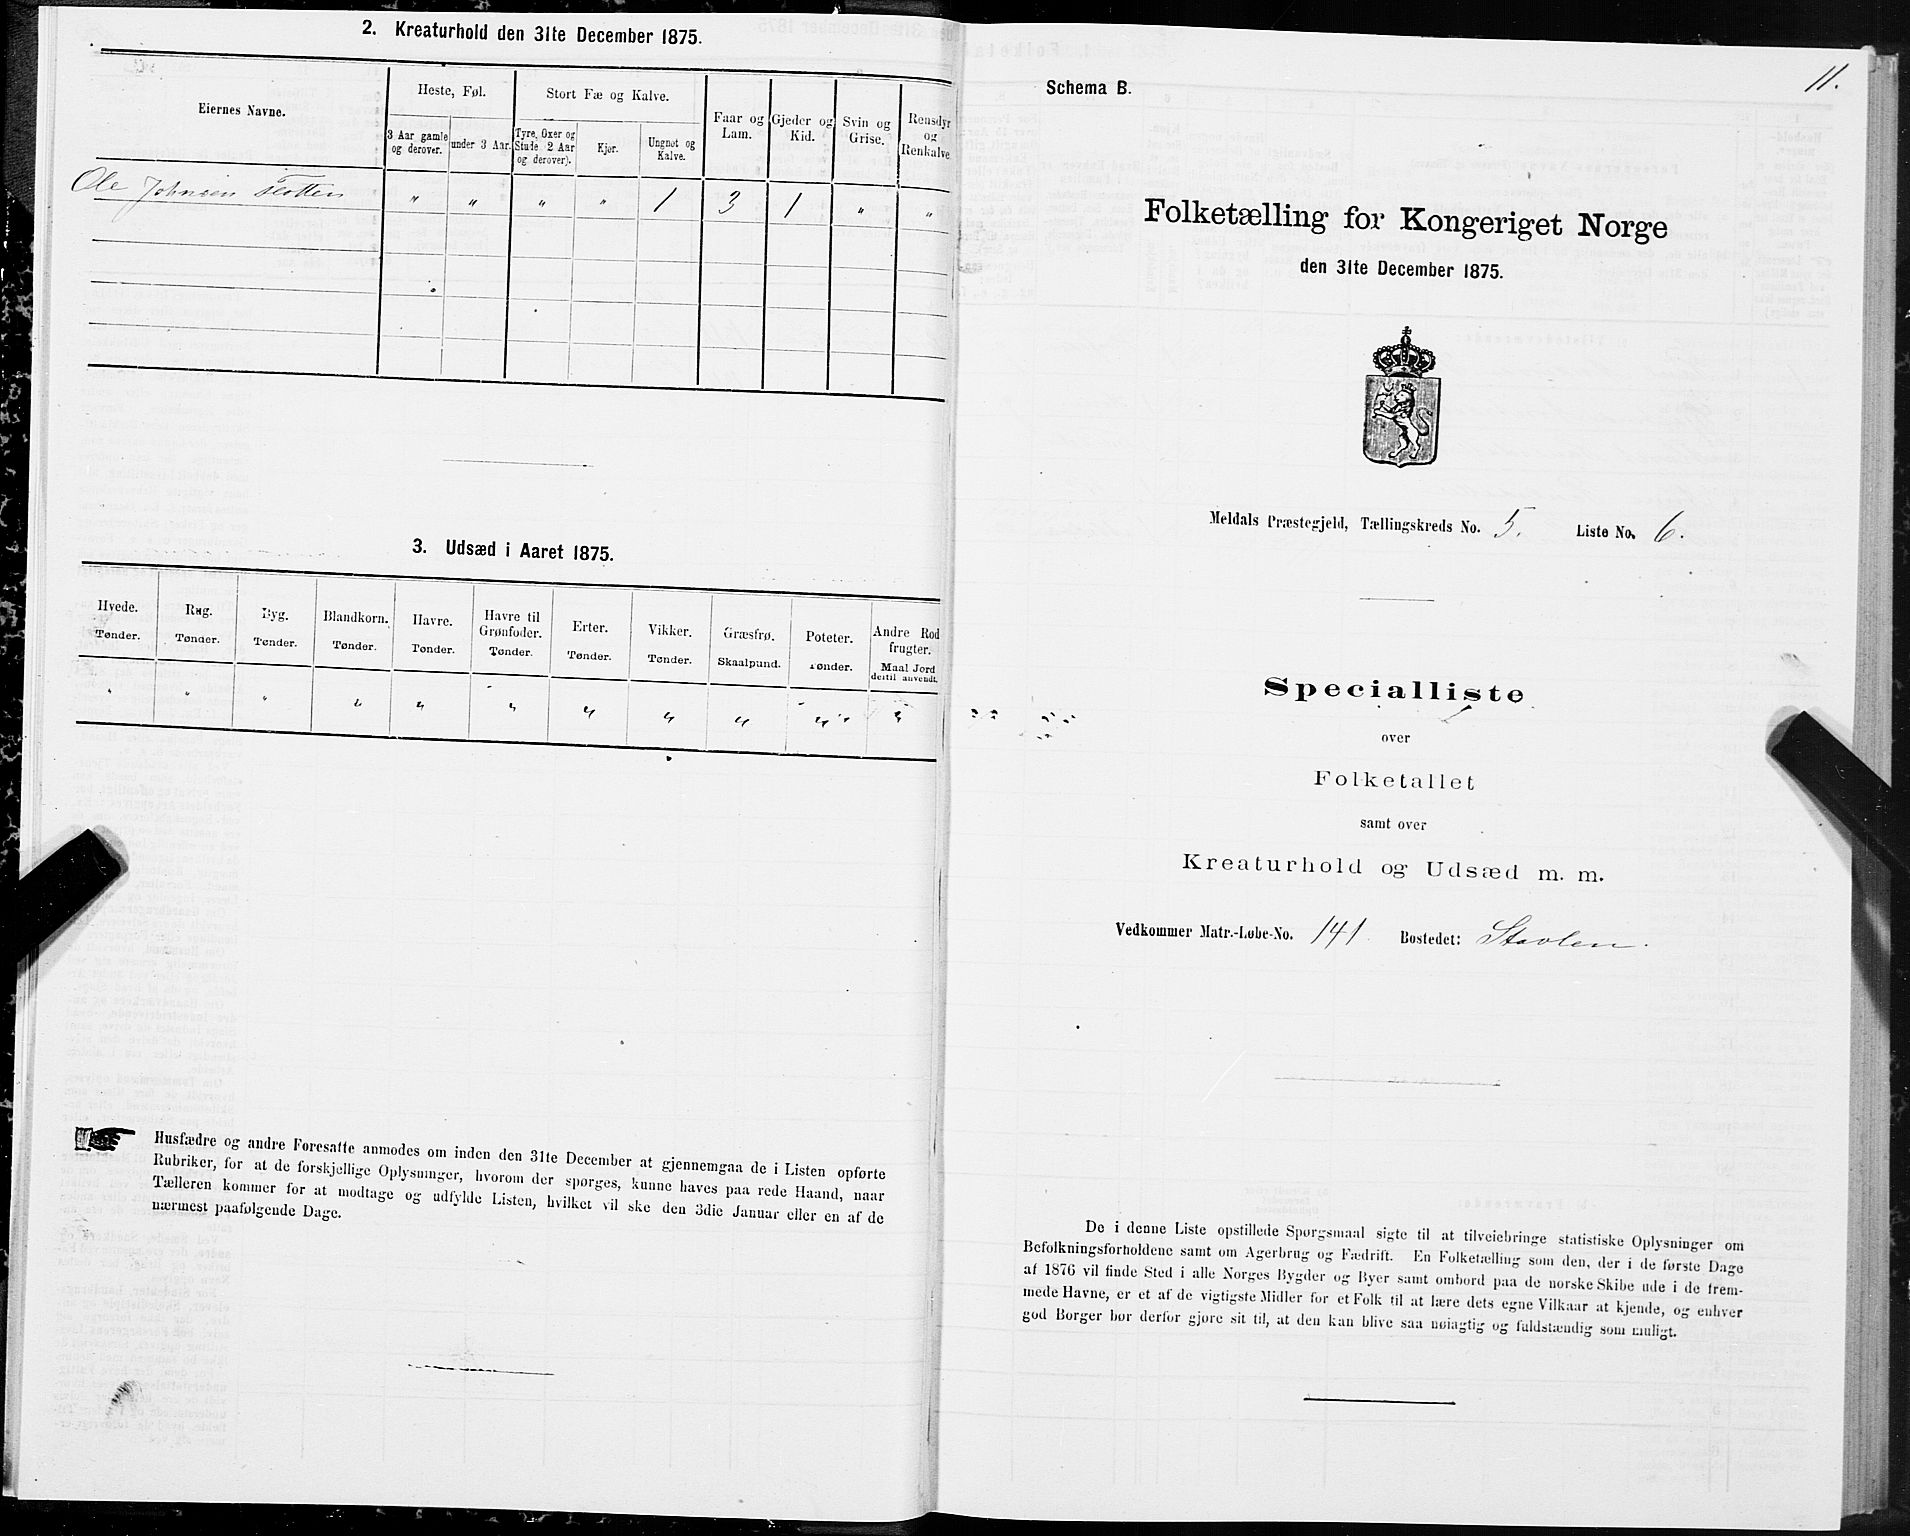 2. Kreaturhold den 31te December 1875.
Eiernes Navne.
Heste, Føl.
Stort Fæ og Kalve.
Faar og Lam.
Gjeder og Kid.
Svin og Grise.
Rensdyr og Renkalve
3 Aar gamle og derover.
under 3 Aar.
Tyre, Oxer og Stude 2 Aar og derover).
Kjør.
Ungnøt og Kalve.
Ole Johnsen " " " " 1 3 1 " "
3. Udsæd i Aaret 1875.
Hvede. Rug. Byg. Blandkorn. Havre. Havre til Grønfoder. Erter. Vikker. Græsfrø. Poteter. Andre Rodfrugter.
Tønder. Tønder. Tønder. Tønder. Tønder. Tønder. Tønder. Tønder. Skaalpund. Tønder. Maal Jord dertil anvendt.
" " " " " " " " " " "
Husfædre og andre Foresatte anmodes om inden den 31te December at gjennemgaa de i Listen opførte
Rubriker, for at de forskjellige Oplysninger, hvorom der spørges, kunne haves paa rede Haand, naar
Tælleren kommer for at modtage og udfylde Listen, hvilket vil ske den 3die Januar eller en af de
nærmest paafølgende Dage.
11.
Schema B.
Folketælling for Kongeriget Norge
den 31te December 1875.
Meldals Præstegjeld, Tællingskreds No. 5. Liste No. 6.
Specialliste
over
Folketallet
samt over
Kreaturhold og Udsæd m. m.
Vedkommer Matr.-Løbe-No. 141 Bostedet: Stavlen.
De i denne Liste opstillede Spørgsmaal sigte til at tilveiebringe statistiske Oplysninger om
Befolkningsforholdene samt om Agerbrug og Fædrift. En Folketælling som den, der i de første Dage
af 1876 vil finde Sted i alle Norges Bygder og Byer samt ombord paa de norske Skibe ude i de frem-
mede Havne, er et af de vigtigste Midler for et Folk til at lære dets egne Vilkaar at kjende, og enhver
god Borger bør derfor gjøre sit til, at den kan blive saa nøiagtig og fuldstændig som muligt.